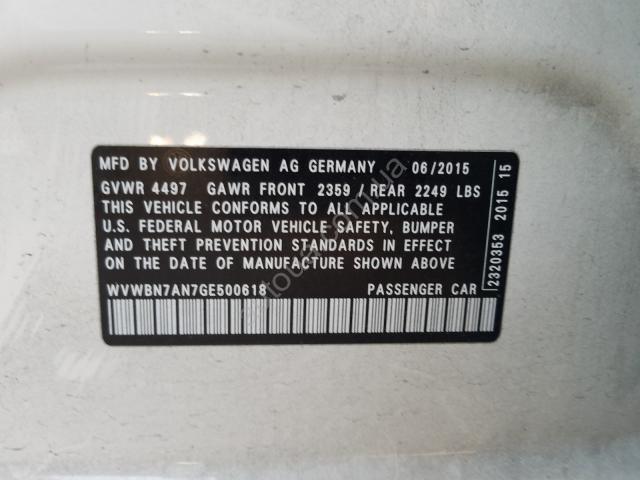 MFD BY VOLKSWAGEN AG GERMANY 06/2015
GVWR 4497 GAWR FRONT 2359 / REAR 2249 LBS
THIS VEHICLE CONFORMS TO ALL APPLICABLE
U.S. FEDERAL MOTOR VEHICLE SAFETY, BUMPER
AND THEFT PREVENTION STANDARDS IN EFFECT
ON THE DATE OF MANUFACTURE SHOWN ABOVE
WVWBN7AN7GE500618 PASSENGER CAR
2320353 2015 15